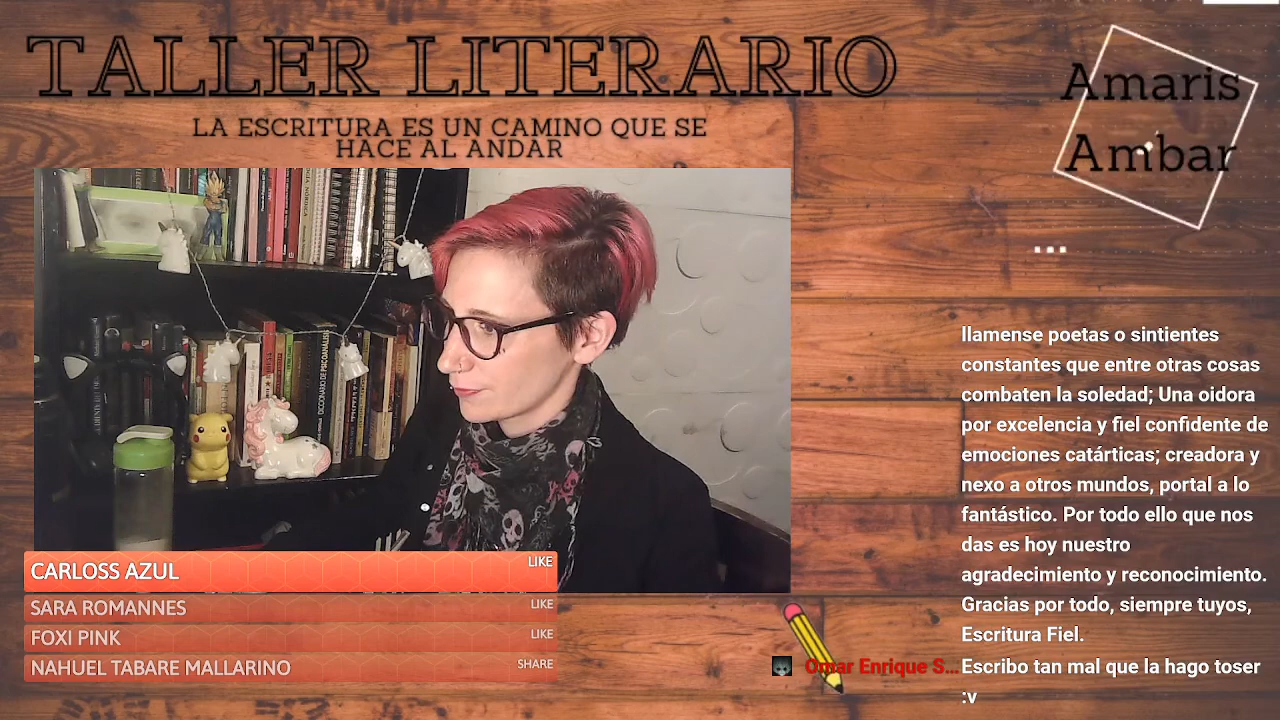 TALLER LITERARIO
LA ESCRITURA ES UN CAMINO QUE SE
HACE AL ANDAR
Amaris
Ambar
...
DICCIONARIO DE PSICOANÁLISIS
llamense poetas o sintientes
constantes que entre otras cosas
combaten la soledad; Una oidora
por excelencia y fiel confidente de
emociones catárticas; creadora y
nexo a otros mundos, portal a lo
fantástico. Por todo ello que nos
das es hoy nuestro
agradecimiento y reconocimiento.
Gracias por todo, siempre tuyos,
Escritura Fiel.
Omar Enrique S... Escribo tan mal que la hago toser
:v
CARLOSS AZUL LIKE
SARA ROMANNES LIKE
FOXI PINK LIKE
NAHUEL TABARE MALLARINO SHARE